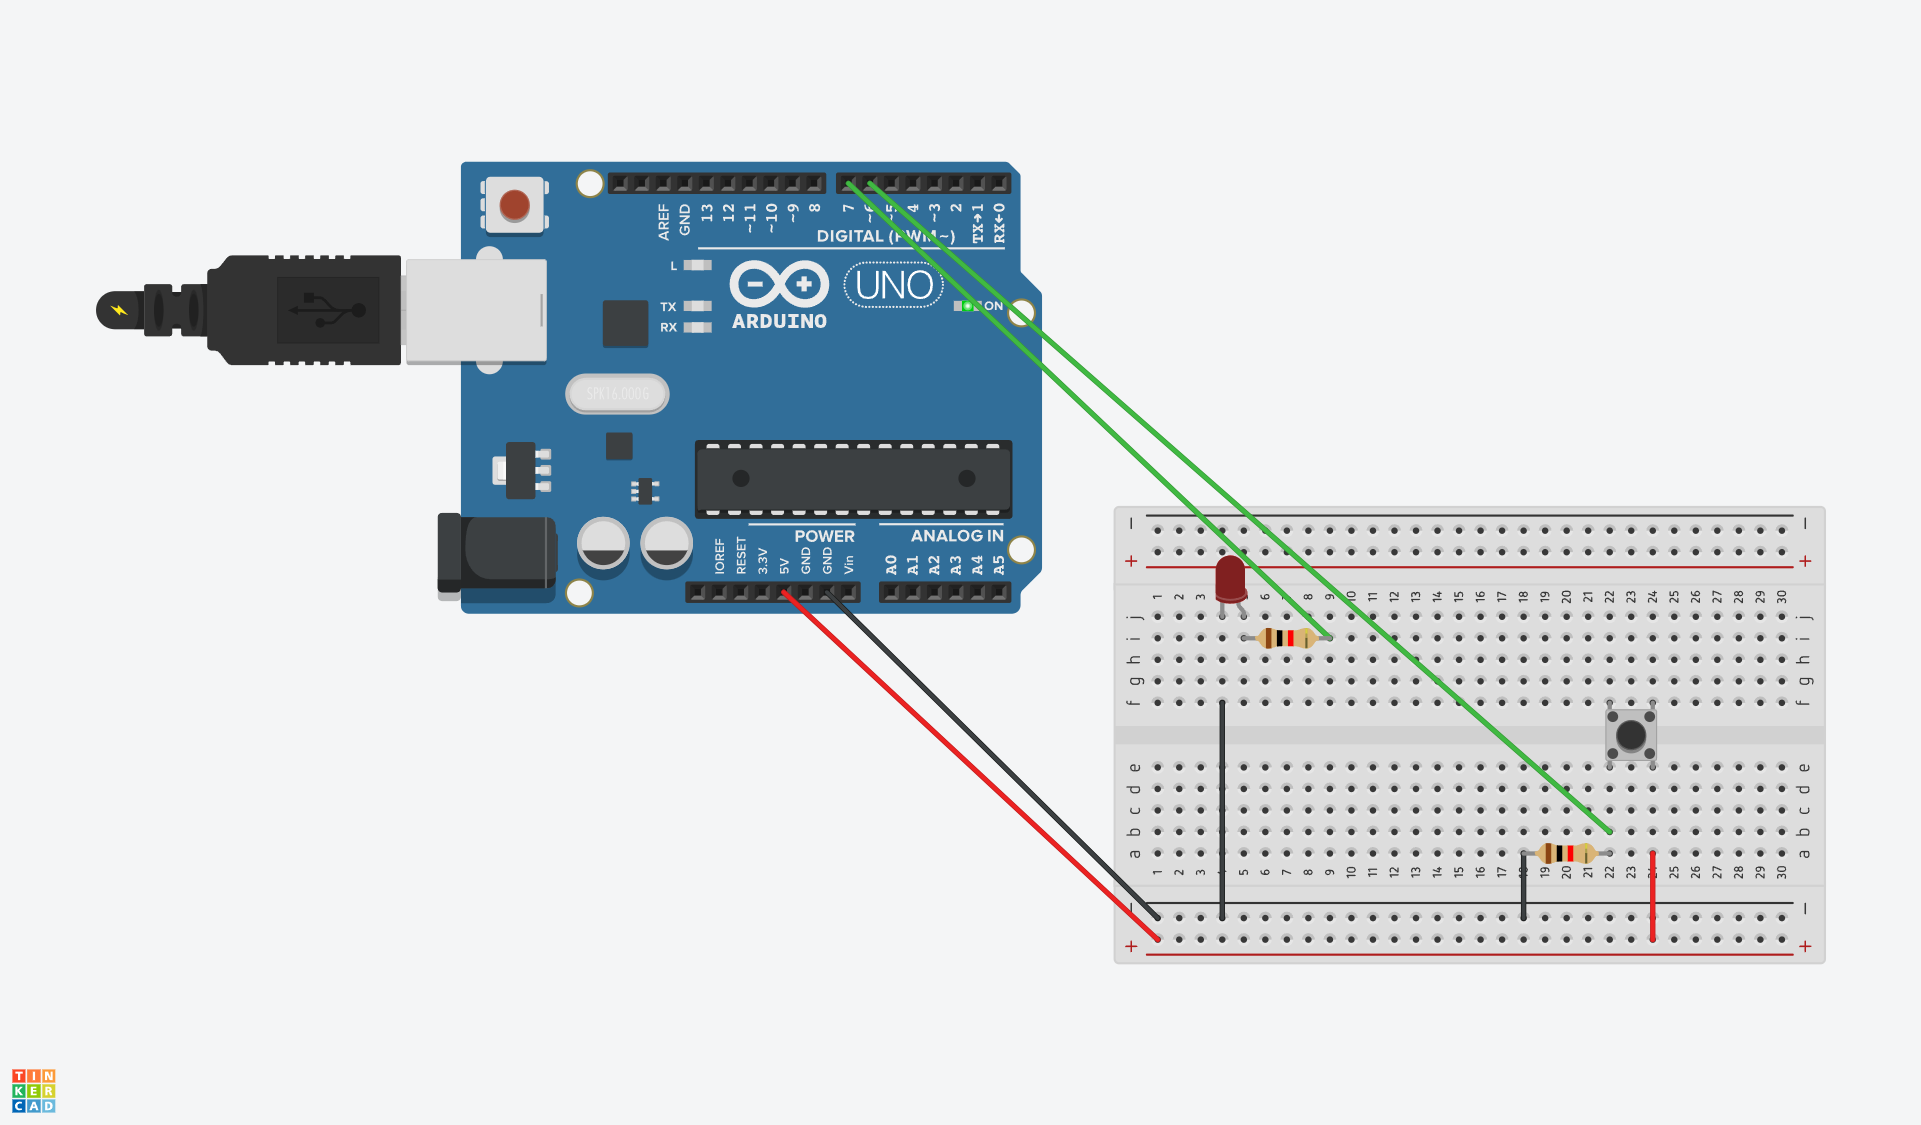 AREF GND 13 12 ~11 ~10 ~9 8 7 ~6 ~5 4 ~3 2 TX→1 RX←0
DIGITAL (PWM~)
L
TX
RX
ARDUINO
UNO
ON
SPK16.000G
POWER
ANALOG IN
IOREF RESET 3.3V 5V GND GND Vin A0 A1 A2 A3 A4 A5
− −
+ +
1 2 3 6 7 8 9 10 11 12 13 14 15 16 17 18 19 20 21 22 23 24 25 26 27 28 29 30
j j
i i
h h
g g
f f
e e
d d
c c
b b
a a
1 2 3 4 5 6 7 8 9 10 11 12 13 14 15 16 17 18 19 20 21 22 23 24 25 26 27 28 29 30
− −
+ +
TIN
KER
CAD